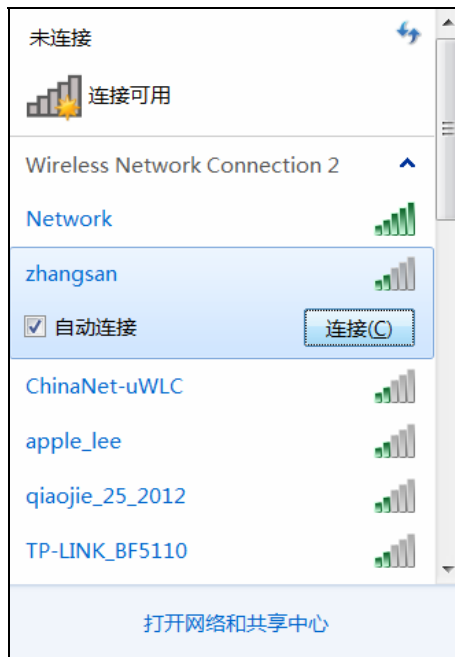 未连接
连接可用
Wireless Network Connection 2
Network
zhangsan
自动连接 连接(C)
ChinaNet-uWLC
apple_lee
qiaojie_25_2012
TP-LINK_BF5110
打开网络和共享中心